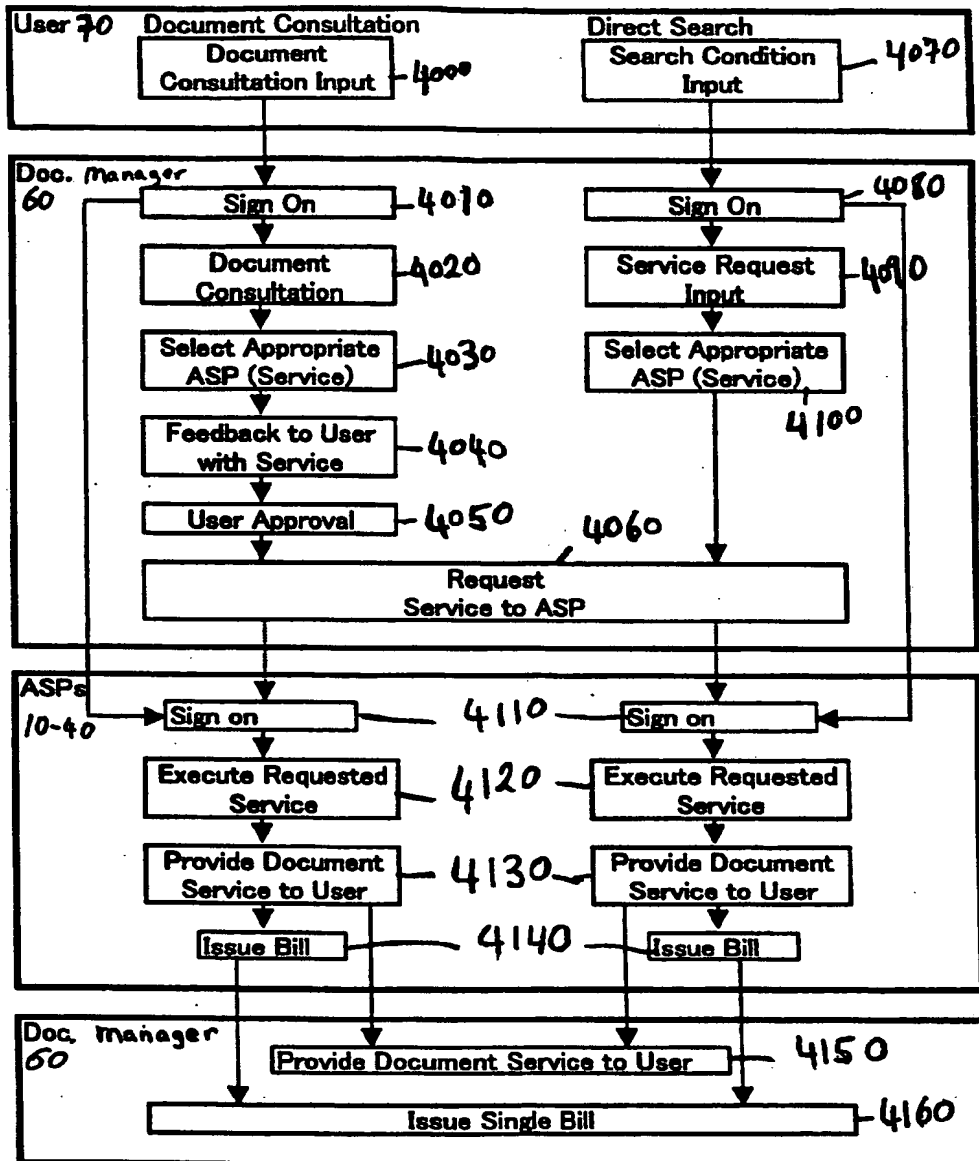 User 70 Document Consultation Direct Search
Document
Consultation Input
4000
Search Condition
Input
4070
Doc. Manager
60
Sign On
4010
Sign On
4080
Document
Consultation
4020
Service Request
Input
4090
Select Appropriate
ASP (Service)
4030
Select Appropriate
ASP (Service)
4100
Feedback to User
with Service
4040
User Approval
4050
4060
Request
Service to ASP
ASPs
10-40
Sign on
4110
Sign on
Execute Requested
Service
4120
Execute Requested
Service
Provide Document
Service to User
4130
Provide Document
Service to User
Issue Bill
4140
Issue Bill
Doc. Manager
60
Provide Document Service to User
4150
Issue Single Bill
4160